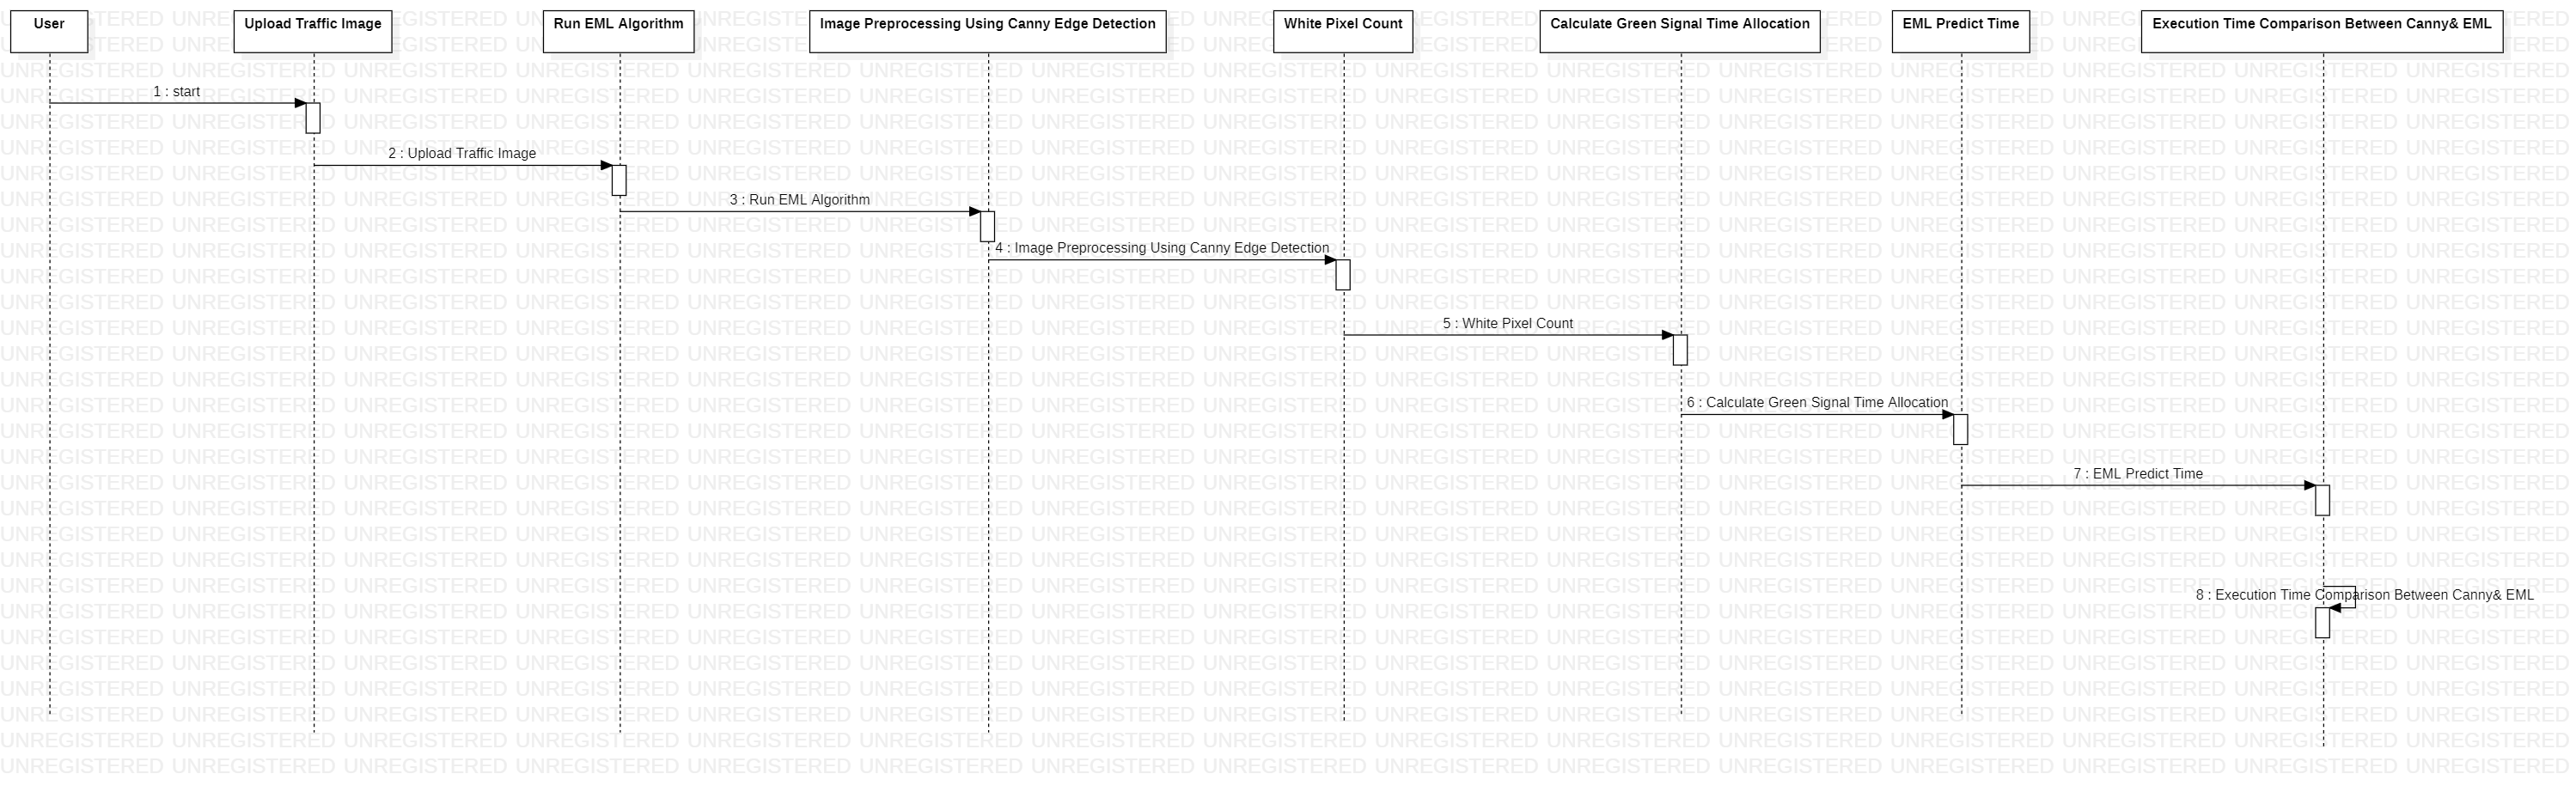 User
Upload Traffic Image
Run EML Algorithm
Image Preprocessing Using Canny Edge Detection
White Pixel Count
Calculate Green Signal Time Allocation
EML Predict Time
Execution Time Comparison Between Canny& EML
1 : start
2 : Upload Traffic Image
3 : Run EML Algorithm
4 : Image Preprocessing Using Canny Edge Detection
5 : White Pixel Count
6 : Calculate Green Signal Time Allocation
7 : EML Predict Time
8 : Execution Time Comparison Between Canny& EML
UNREGISTERED